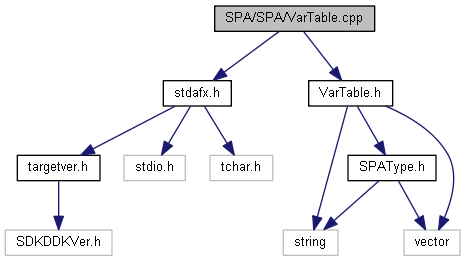 SPA/SPA/VarTable.cpp
stdafx.h
VarTable.h
targetver.h
stdio.h
tchar.h
SPAType.h
SDKDDKVer.h
string
vector